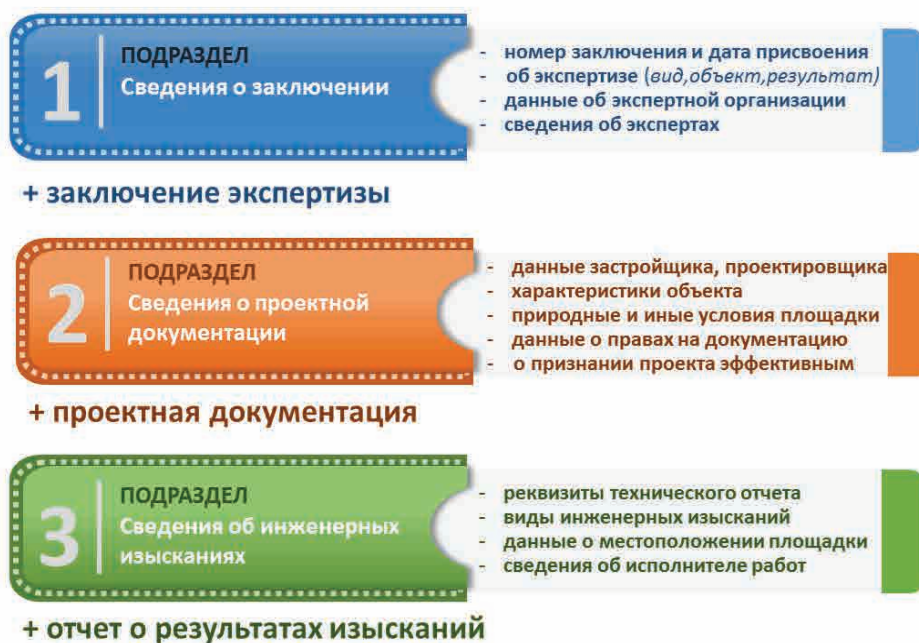 1
ПОДРАЗДЕЛ
Сведения о заключении
- номер заключения и дата присвоения
- об экспертизе (вид,объект,результат)
- данные об экспертной организации
- сведения об экспертах
+ заключение экспертизы
2
ПОДРАЗДЕЛ
Сведения о проектной
документации
- данные застройщика, проектировщика
- характеристики объекта
- природные и иные условия площадки
- данные о правах на документацию
- о признании проекта эффективным
+ проектная документация
3
ПОДРАЗДЕЛ
Сведения об инженерных
изысканиях
- реквизиты технического отчета
- виды инженерных изысканий
- данные о местоположении площадки
- сведения об исполнителе работ
+ отчет о результатах изысканий